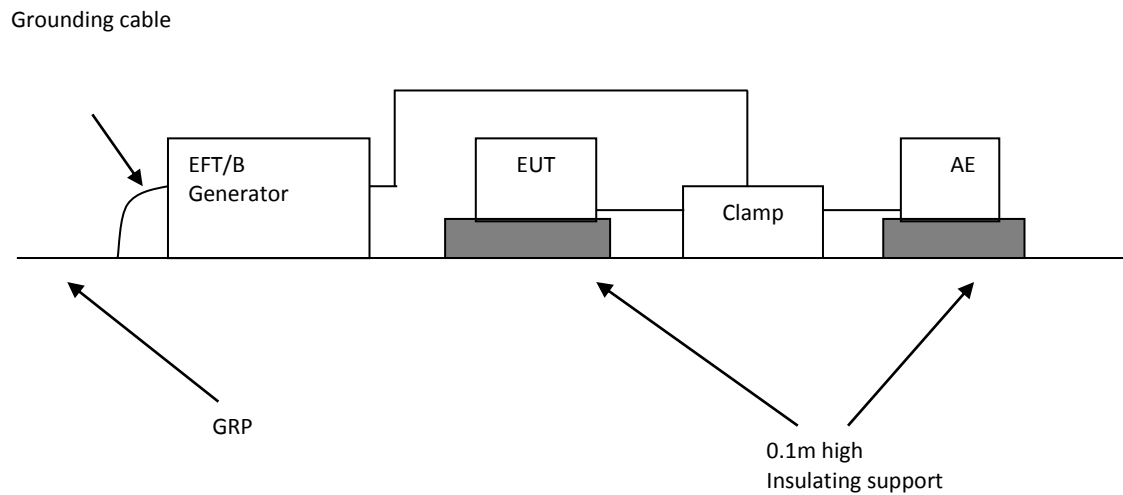 Grounding cable
EFT/B
Generator
EUT
Clamp
AE
GRP
0.1m high
Insulating support